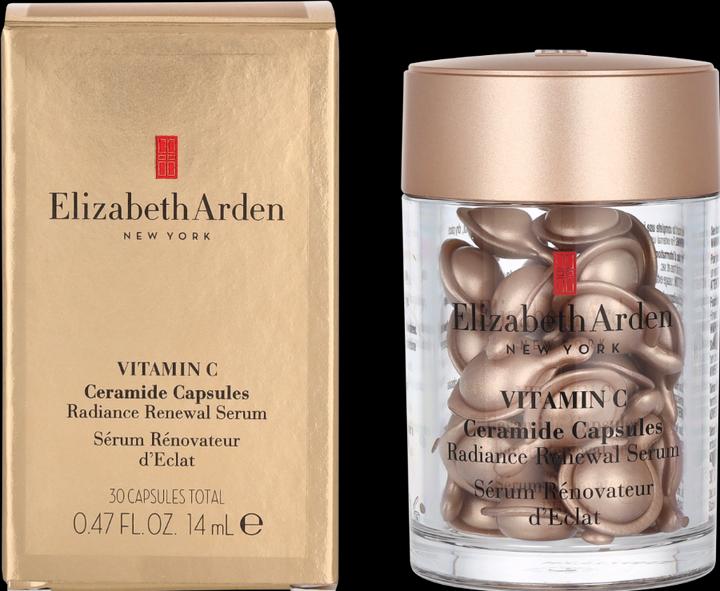 Elizabeth Arden
NEW YORK
VITAMIN C
Ceramide Capsules
Radiance Renewal Serum
Sérum Rénovateur
d'Eclat
30 CAPSULES TOTAL
0.47 FL.OZ. 14 mL e
Elizabeth Arden
NEW YORK
VITAMIN C
Ceramide Capsules
Radiance Renewal Serum
Sérum Rénovateur
d'Eclat